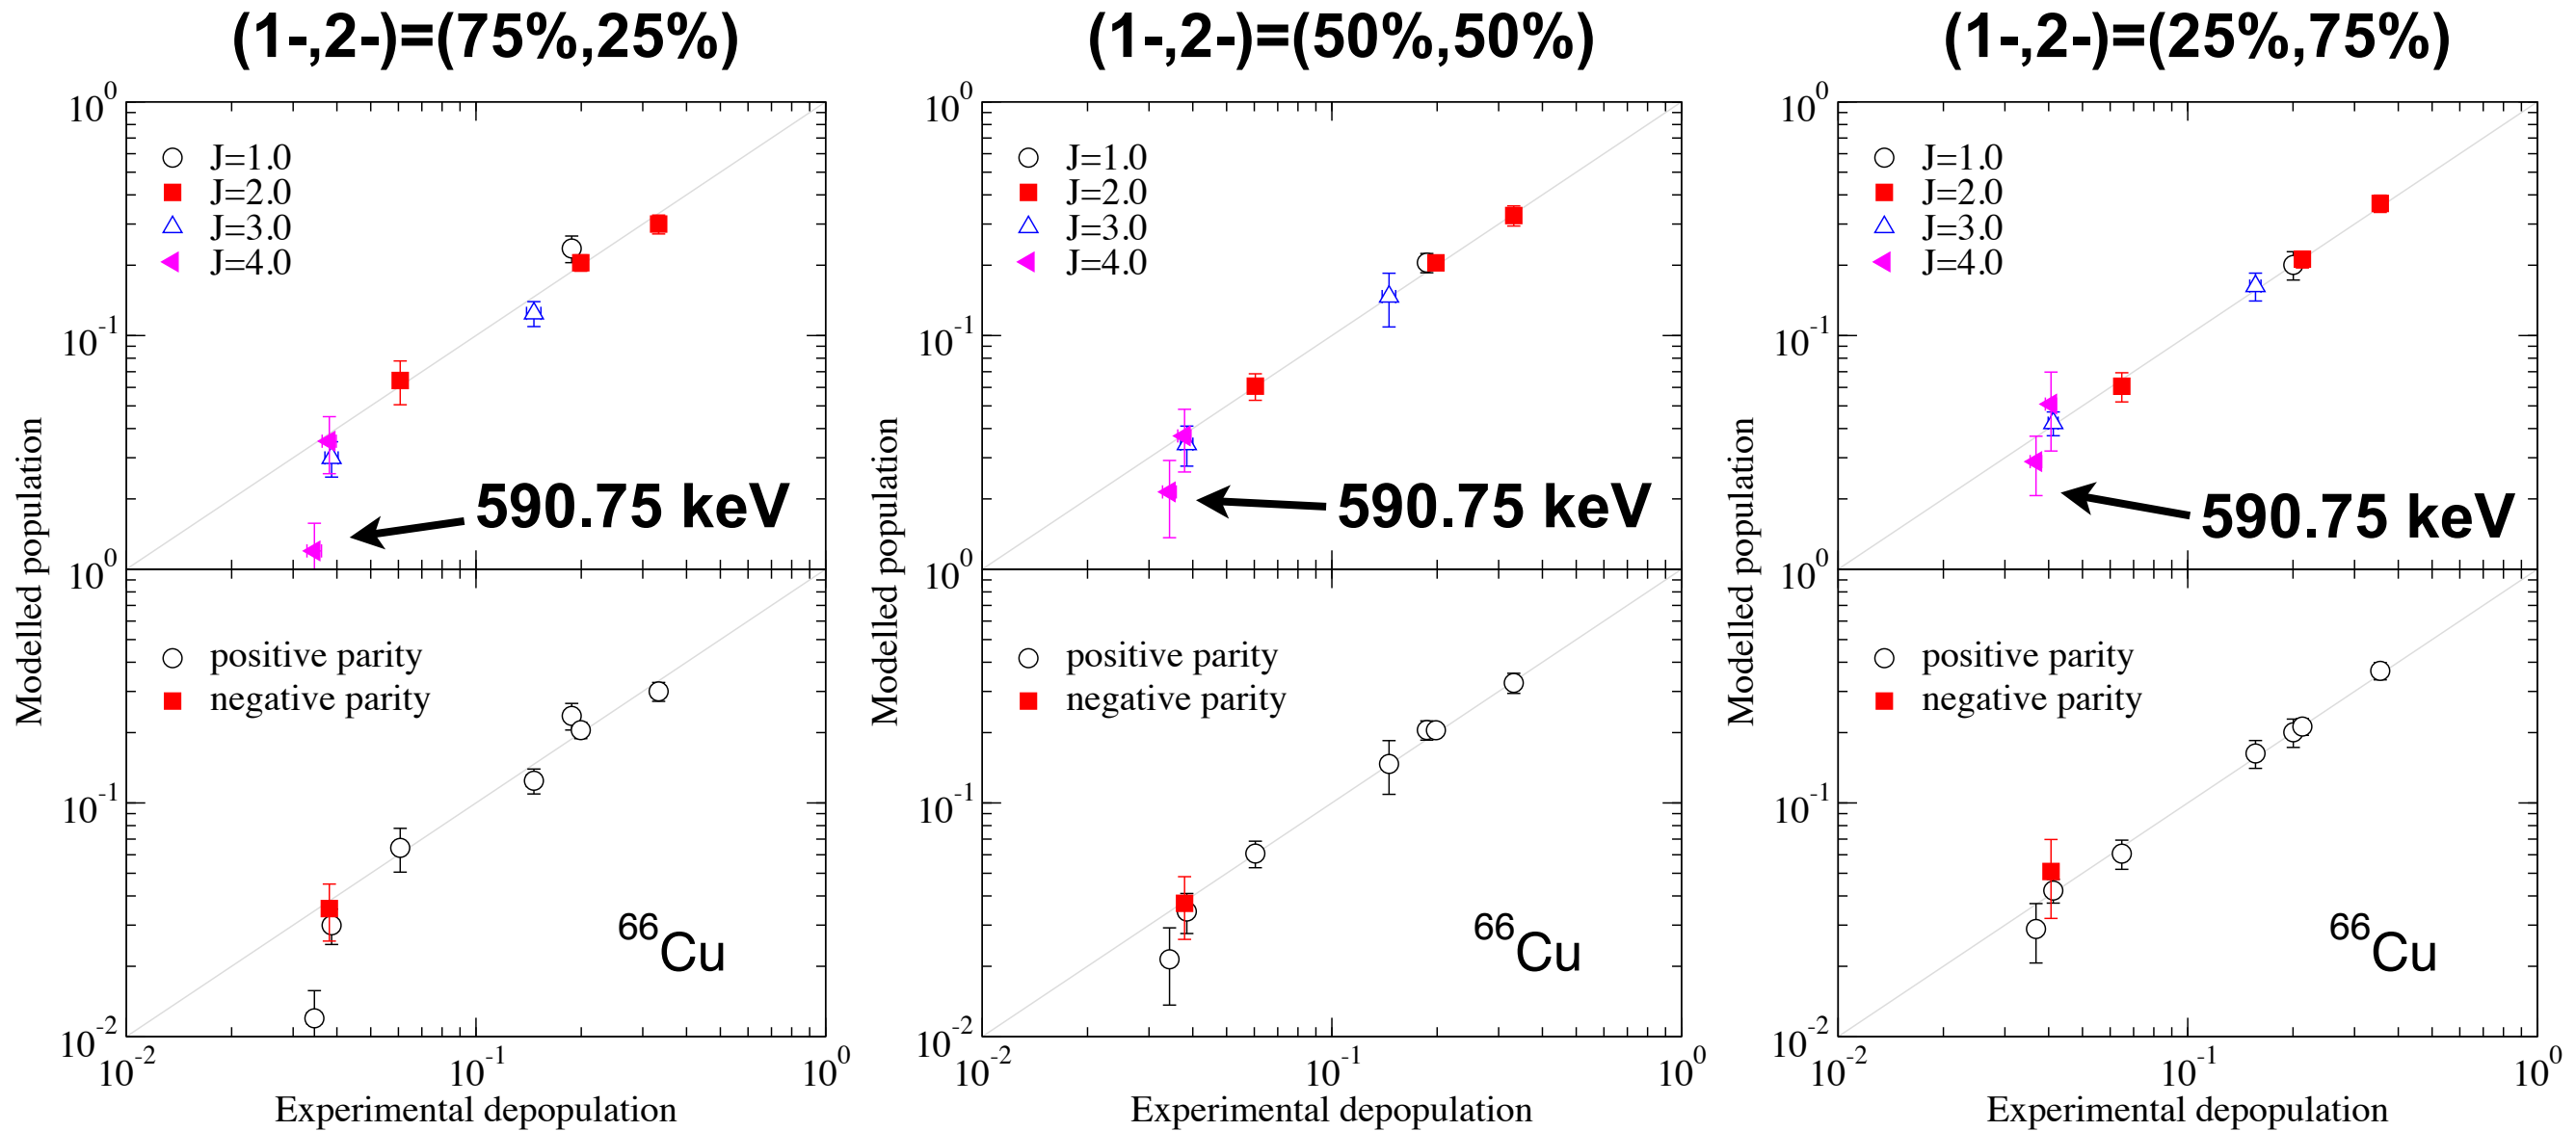 (1-,2-)=(75%,25%)
(1-,2-)=(50%,50%)
(1-,2-)=(25%,75%)
10^0
J=1.0
J=2.0
J=3.0
J=4.0
10^-1
590.75 keV
10^0
Modelled population
positive parity
negative parity
10^-1
66Cu
10^-2
10^-2
10^-1
10^0
Experimental depopulation
10^0
J=1.0
J=2.0
J=3.0
J=4.0
10^-1
590.75 keV
10^0
Modelled population
positive parity
negative parity
10^-1
66Cu
10^-2
10^-2
10^-1
10^0
Experimental depopulation
10^0
J=1.0
J=2.0
J=3.0
J=4.0
10^-1
590.75 keV
10^0
Modelled population
positive parity
negative parity
10^-1
66Cu
10^-2
10^-2
10^-1
10^0
Experimental depopulation